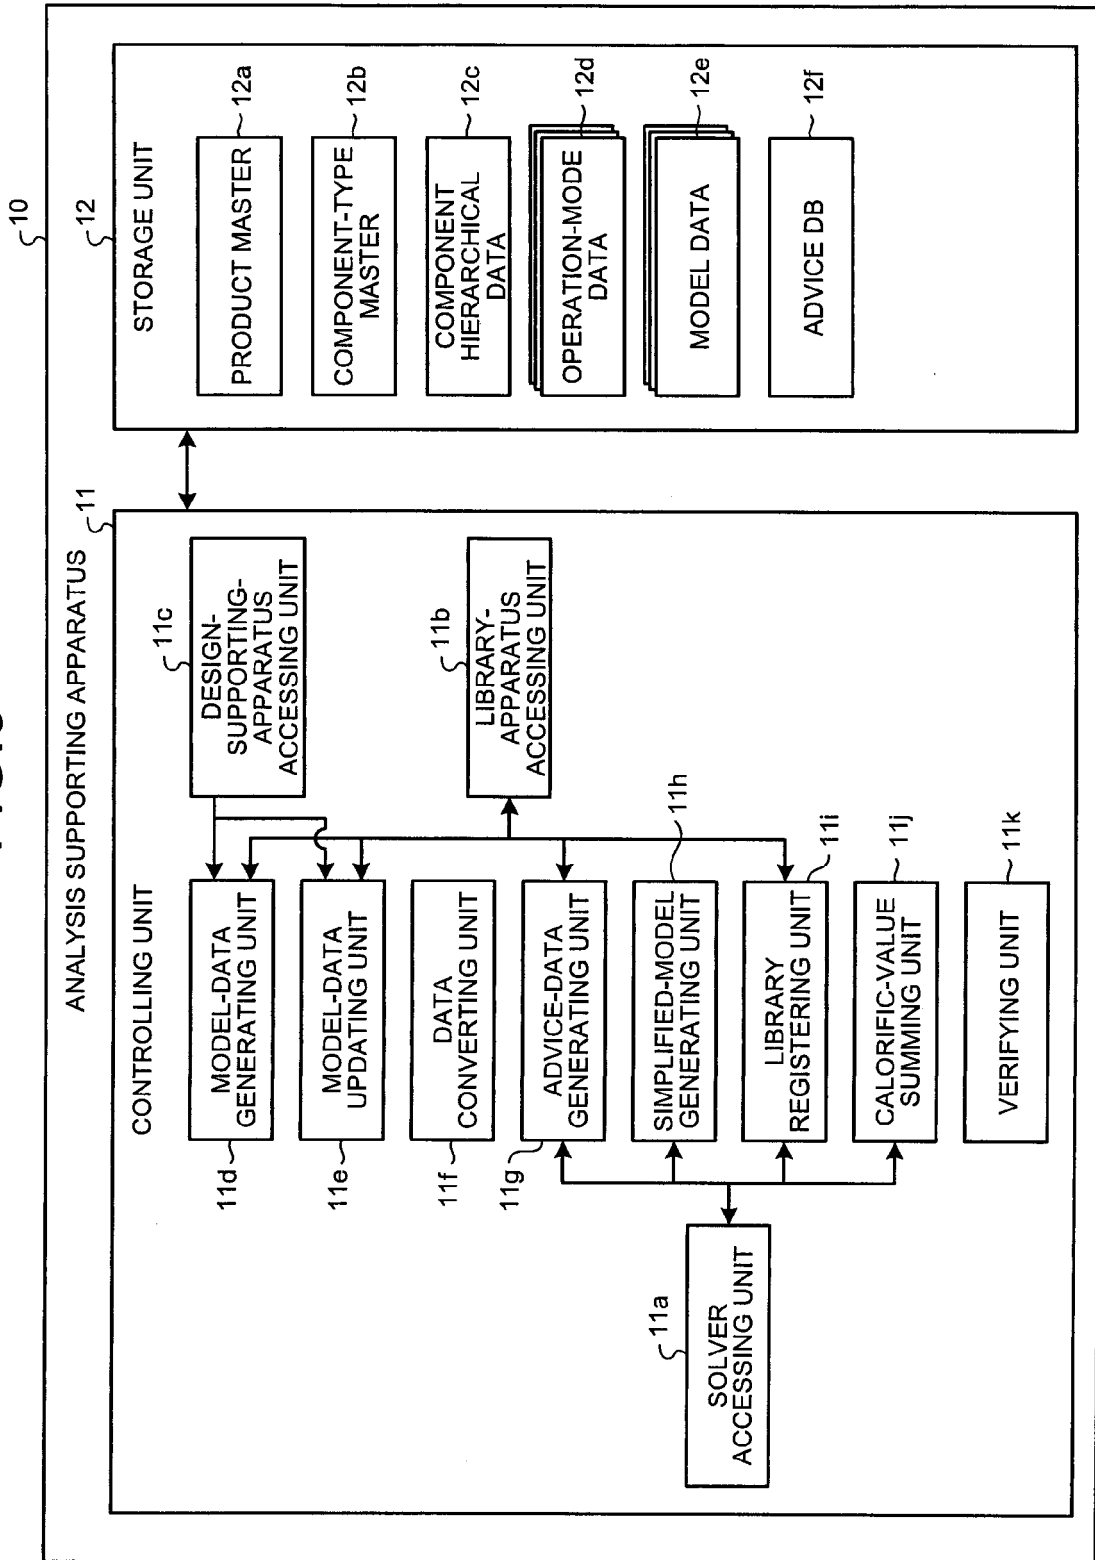 10
ANALYSIS SUPPORTING APPARATUS
11
CONTROLLING UNIT
11a
SOLVER
ACCESSING UNIT
11d
MODEL-DATA
GENERATING UNIT
11e
MODEL-DATA
UPDATING UNIT
11f
DATA
CONVERTING UNIT
11g
ADVICE-DATA
GENERATING UNIT
11h
SIMPLIFIED-MODEL
GENERATING UNIT
11i
LIBRARY
REGISTERING UNIT
11j
CALORIFIC-VALUE
SUMMING UNIT
11k
VERIFYING UNIT
11c
DESIGN-
SUPPORTING-
APPARATUS
ACCESSING UNIT
11b
LIBRARY-
APPARATUS
ACCESSING UNIT
12
STORAGE UNIT
PRODUCT MASTER
12a
COMPONENT-TYPE
MASTER
12b
COMPONENT
HIERARCHICAL
DATA
12c
OPERATION-MODE
DATA
12d
MODEL DATA
12e
ADVICE DB
12f